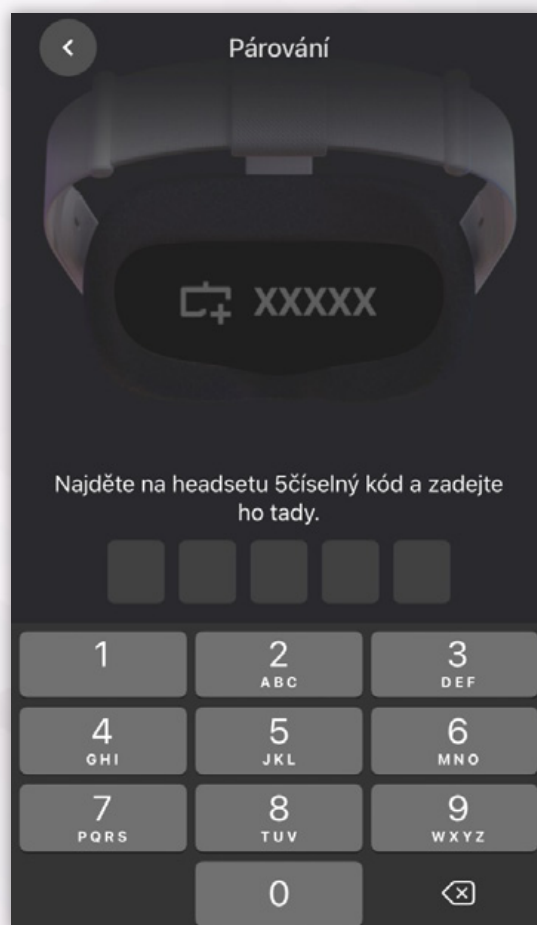 Párování
XXXXX
Najděte na headsetu 5číselný kód a zadejte
ho tady.
1 2 3
ABC DEF
4 5 6
GHI JKL MNO
7 8 9
PQRS TUV WXYZ
0